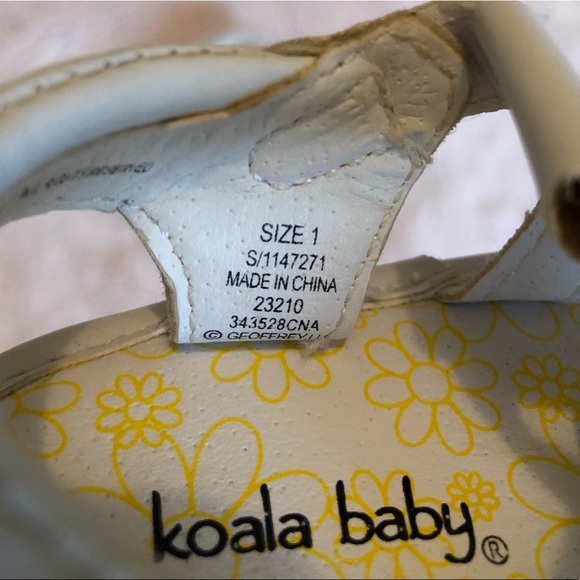 SIZE 1
S/1147271
MADE IN CHINA
23210
343528CNA
© GEOFFREY
koala baby®